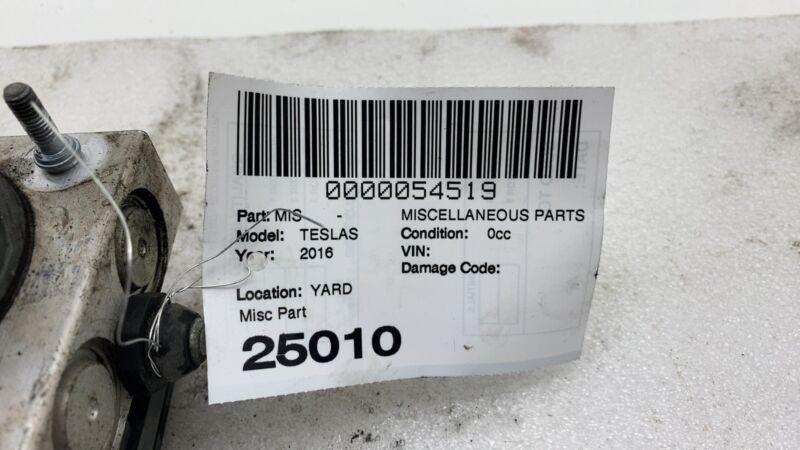 0000054519
Part: MIS - MISCELLANEOUS PARTS
Model: TESLAS Condition: 0cc
Year: 2016 VIN:
Damage Code:
Location: YARD
Misc Part
25010